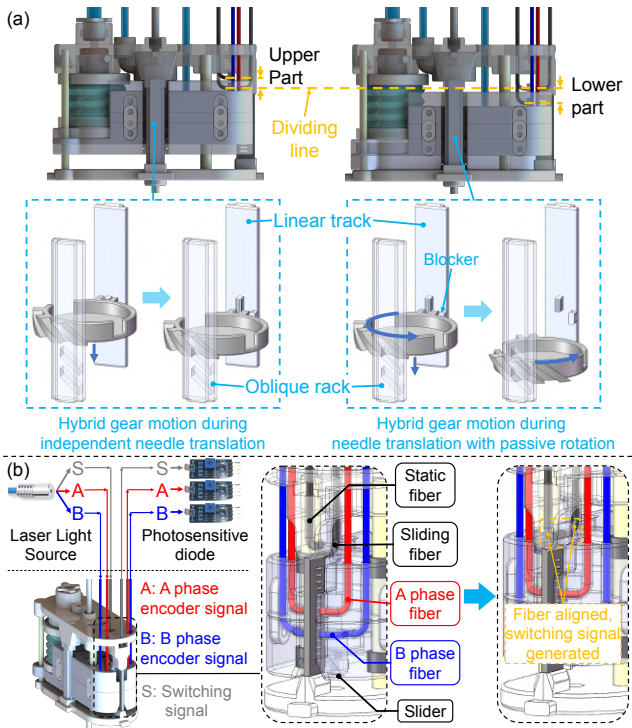 (a)
Upper
Part
Dividing
line
Lower
part
Linear track
Blocker
Oblique rack
Hybrid gear motion during
independent needle translation
Hybrid gear motion during
needle translation with passive rotation
(b)
S
A
B
S
A
B
Laser Light
Source
Photosensitive
diode
A: A phase
encoder signal
B: B phase
encoder signal
S: Switching
signal
Static
fiber
Sliding
fiber
A phase
fiber
B phase
fiber
Slider
Fiber aligned,
switching signal
generated